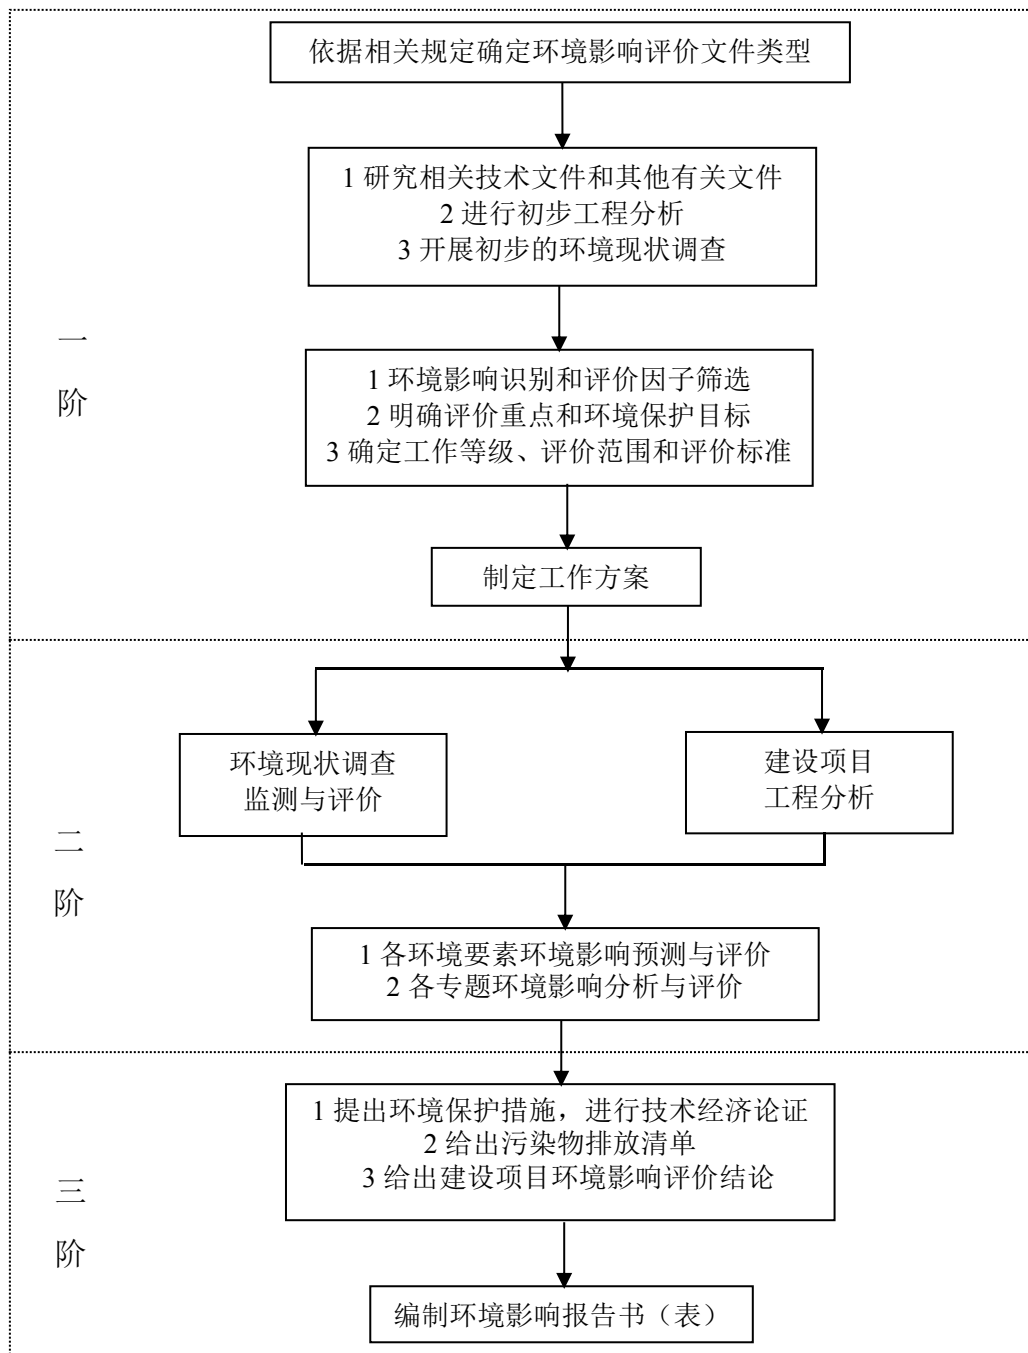 依据相关规定确定环境影响评价文件类型
1 研究相关技术文件和其他有关文件
2 进行初步工程分析
3 开展初步的环境现状调查
一
阶
1 环境影响识别和评价因子筛选
2 明确评价重点和环境保护目标
3 确定工作等级、评价范围和评价标准
制定工作方案
环境现状调查
监测与评价
建设项目
工程分析
二
阶
1 各环境要素环境影响预测与评价
2 各专题环境影响分析与评价
1 提出环境保护措施，进行技术经济论证
2 给出污染物排放清单
3 给出建设项目环境影响评价结论
三
阶
编制环境影响报告书（表）